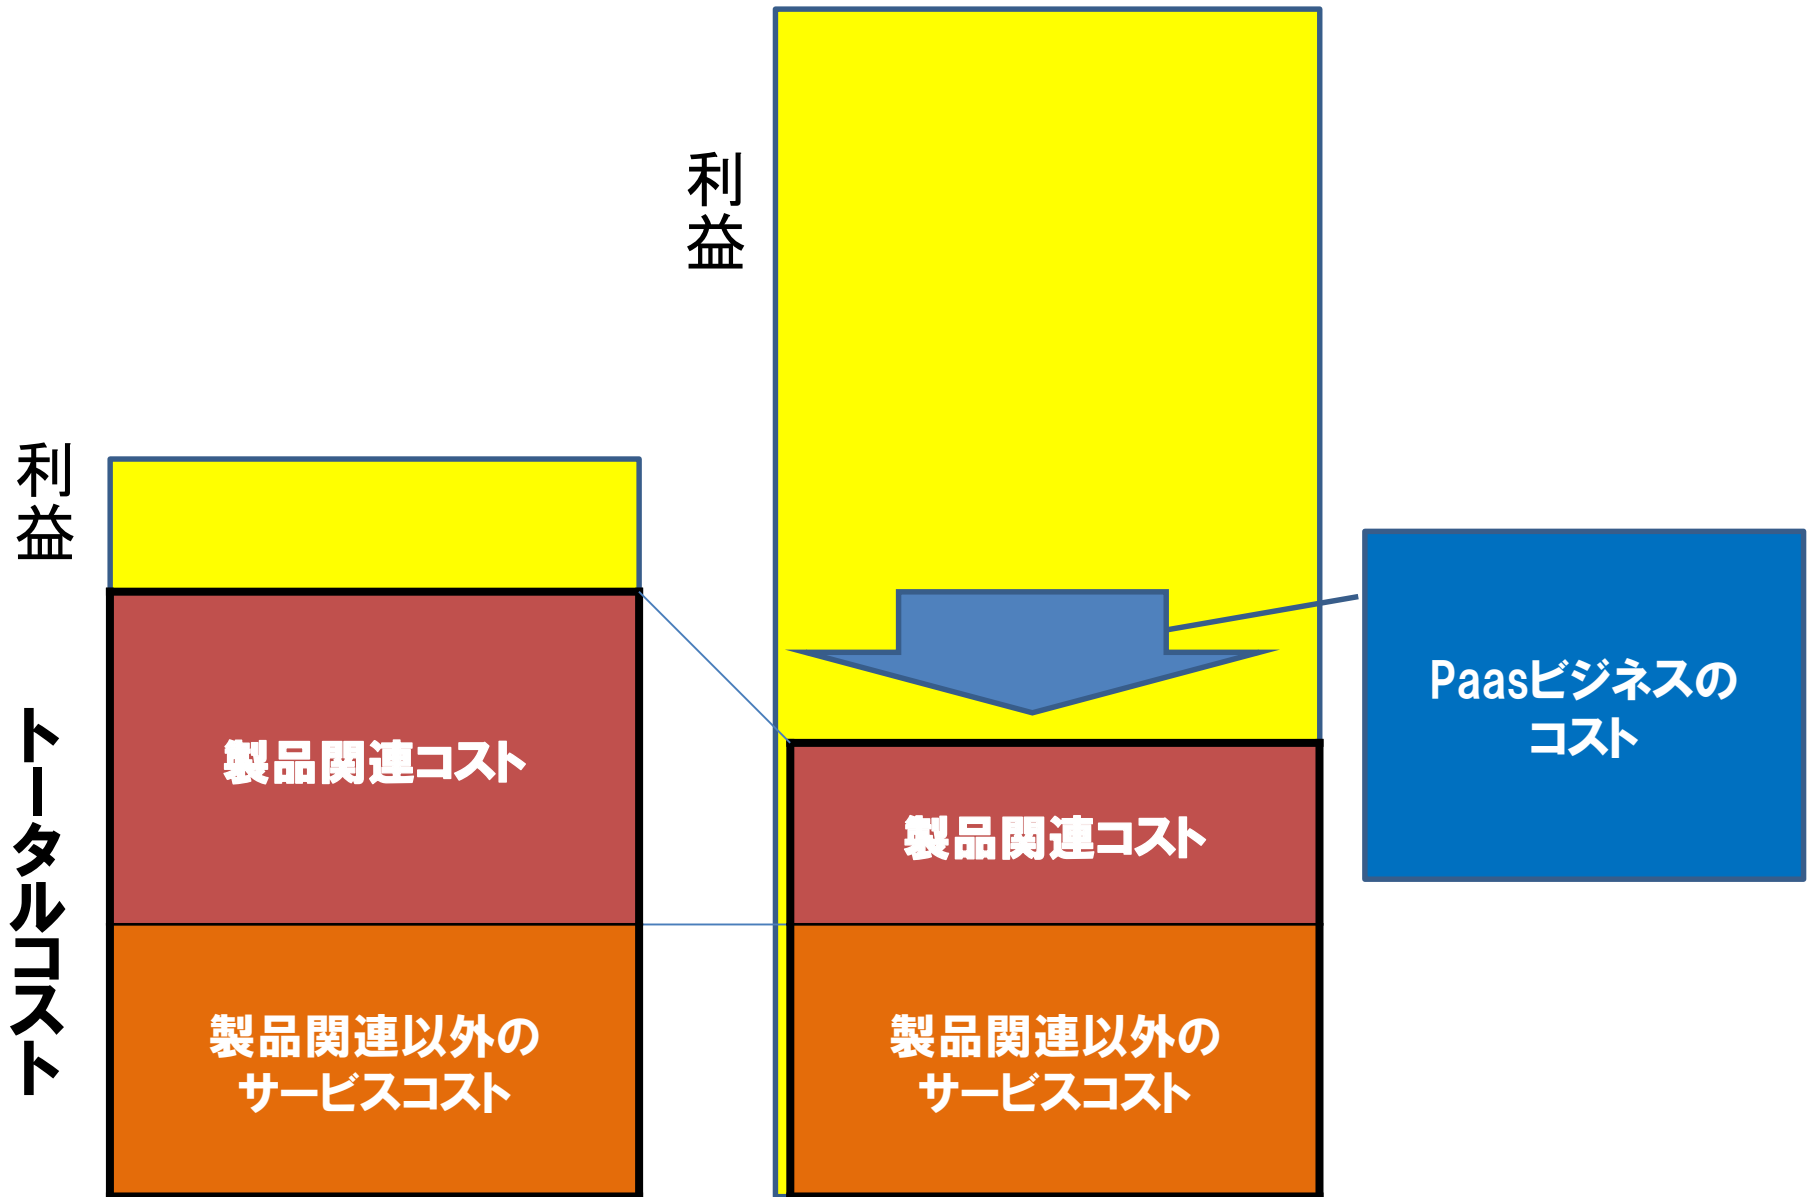 利益
利益
トータルコスト
製品関連コスト
製品関連以外の
サービスコスト
製品関連コスト
製品関連以外の
サービスコスト
Paasビジネスの
コスト